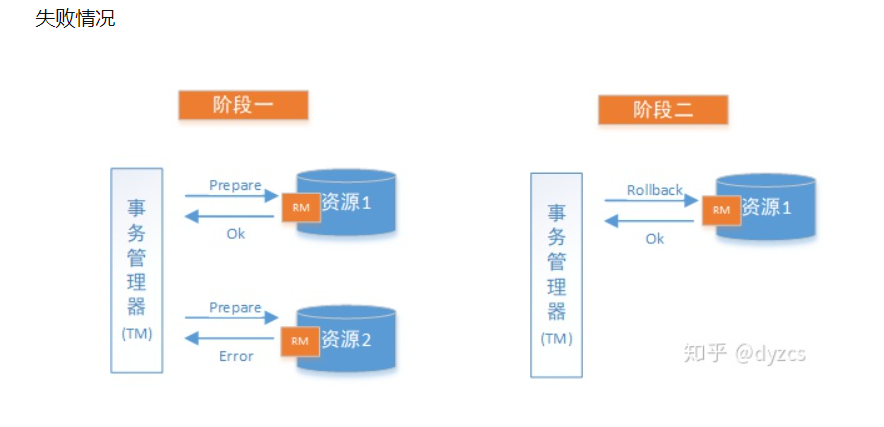 失败情况
阶段一
阶段二
事务管理器
(TM)
Prepare
Ok
RM
资源1
Prepare
Error
RM
资源2
事务管理器
(TM)
Rollback
Ok
RM
资源1
知乎 @dyzcs